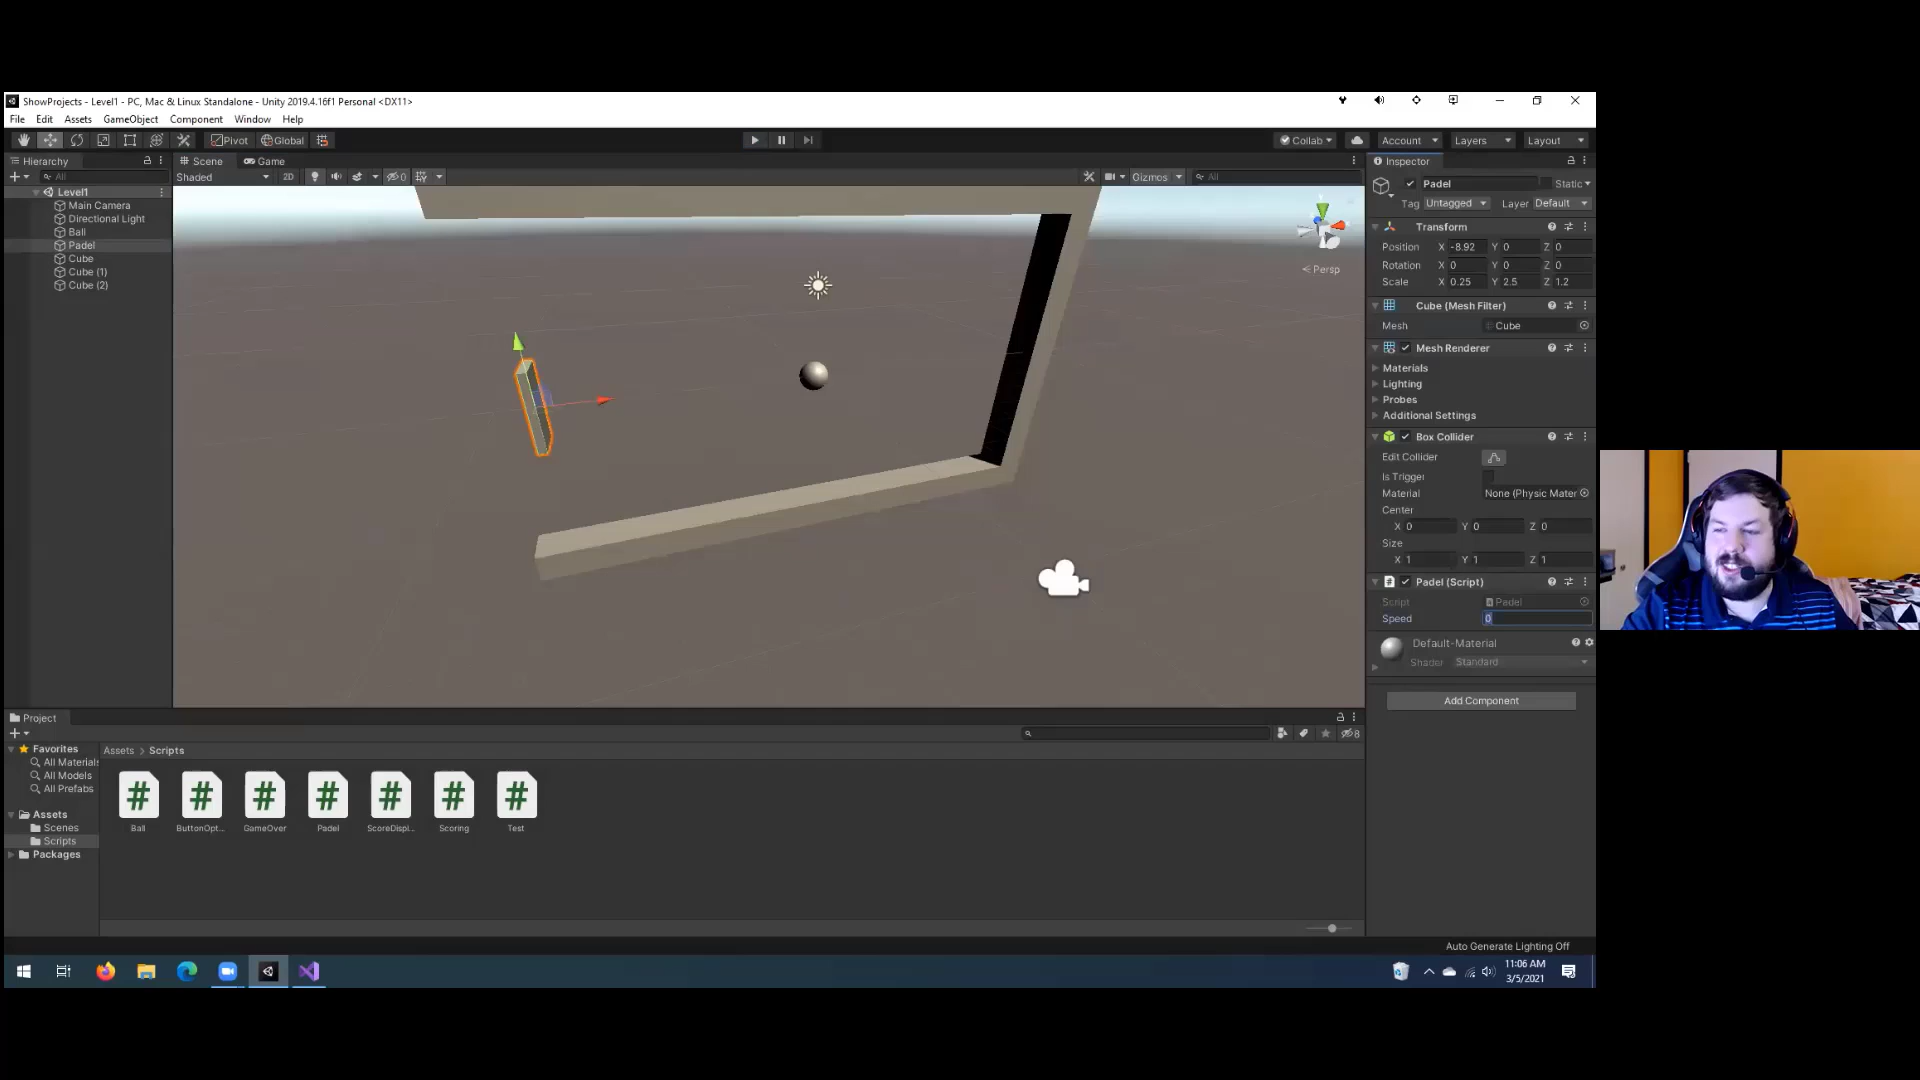 ShowProjects - Level1 - PC, Mac & Linux Standalone - Unity 2019.4.16f1 Personal <DX11>
File Edit Assets GameObject Component Window Help
Pivot Global Collab Account Layers Layout
Hierarchy
All
Level1
Main Camera
Directional Light
Ball
Padel
Cube
Cube (1)
Cube (2)
Scene Game
Shaded 2D 0 Gizmos All
Persp
Inspector
Padel Static
Tag Untagged Layer Default
Transform
Position X -8.92 Y 0 Z 0
Rotation X 0 Y 0 Z 0
Scale X 0.25 Y 2.5 Z 1.2
Cube (Mesh Filter)
Mesh Cube
Mesh Renderer
Materials
Lighting
Probes
Additional Settings
Box Collider
Edit Collider
Is Trigger
Material None (Physic Mater
Center
X 0 Y 0 Z 0
Size
X 1 Y 1 Z 1
Padel (Script)
Script Padel
Speed 0
Default-Material
Shader Standard
Add Component
Project
8
Favorites
All Materials
All Models
All Prefabs
Assets
Scenes
Scripts
Packages
Assets > Scripts
# # # # # # #
Ball ButtonOpt... GameOver Padel ScoreDispl... Scoring Test
Auto Generate Lighting Off
11:06 AM
3/5/2021